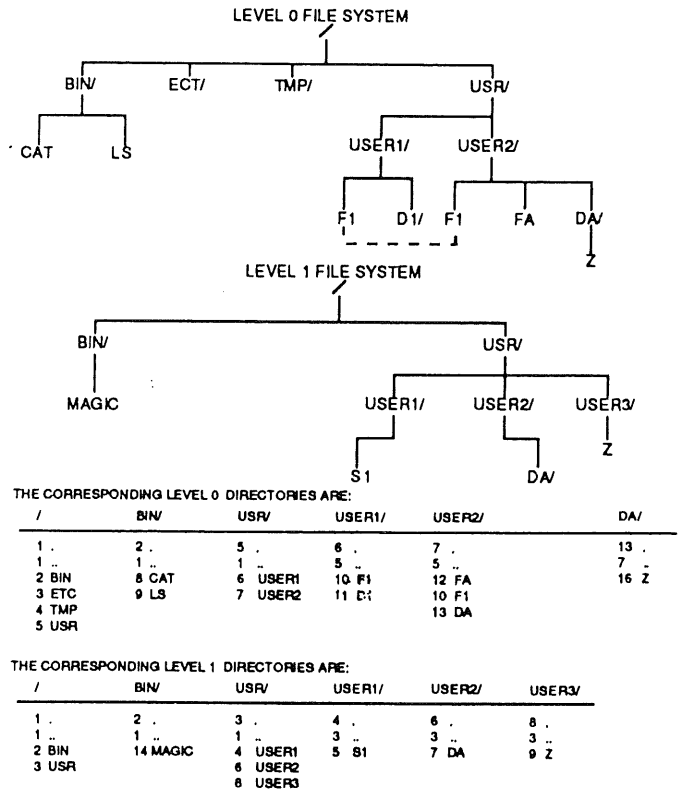 LEVEL 0 FILE SYSTEM
/
BIN/ ECT/ TMP/ USR/
CAT LS
USER1/ USER2/
F1 D1/ F1 FA DA/
Z
LEVEL 1 FILE SYSTEM
/
BIN/ USR/
MAGIC USER1/ USER2/ USER3/
Z
S1 DA/
THE CORRESPONDING LEVEL 0 DIRECTORIES ARE:
/ BIN/ USR/ USER1/ USER2/ DA/
1 . 2 . 5 . 6 . 7 . 13 .
1 .. 1 .. 1 .. 5 .. 5 .. 7 ..
2 BIN 8 CAT 6 USER1 10 F1 12 FA 16 Z
3 ETC 9 LS 7 USER2 11 D1 10 F1
4 TMP 13 DA
5 USR
THE CORRESPONDING LEVEL 1 DIRECTORIES ARE:
/ BIN/ USR/ USER1/ USER2/ USER3/
1 . 2 . 3 . 4 . 6 . 8 .
1 .. 1 .. 1 .. 3 .. 3 .. 3 ..
2 BIN 14 MAGIC 4 USER1 5 S1 7 DA 9 Z
3 USR 6 USER2
8 USER3